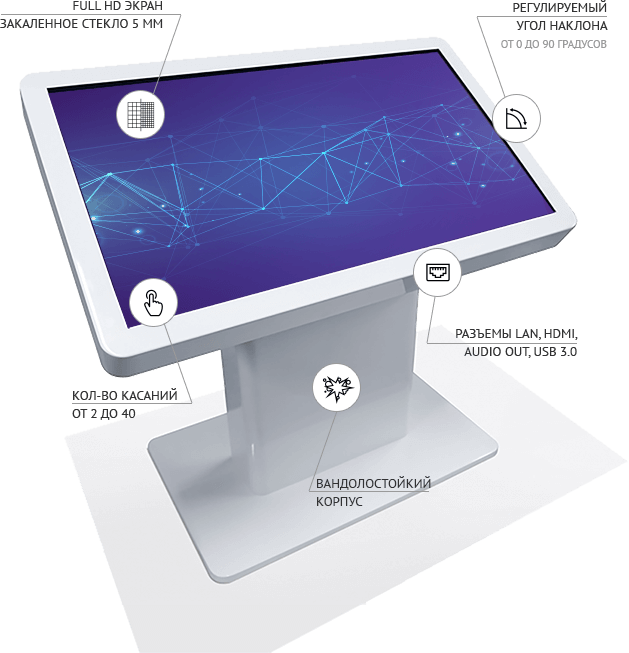 FULL HD ЭКРАН
ЗАКАЛЕННОЕ СТЕКЛО 5 ММ
РЕГУЛИРУЕМЫЙ
УГОЛ НАКЛОНА
ОТ 0 ДО 90 ГРАДУСОВ
РАЗЪЕМЫ LAN, HDMI,
AUDIO OUT, USB 3.0
КОЛ-ВО КАСАНИЙ
ОТ 2 ДО 40
ВАНДОЛОСТОЙКИЙ
КОРПУС